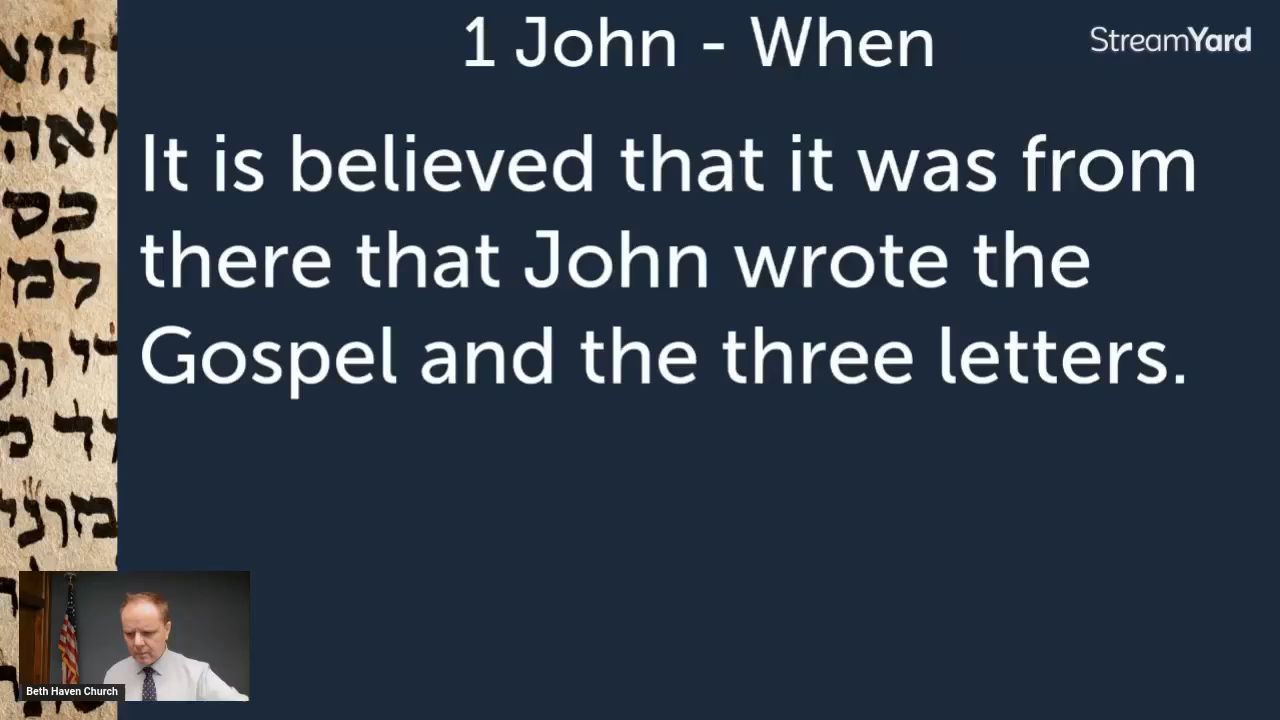 1 John - When
StreamYard
It is believed that it was from
there that John wrote the
Gospel and the three letters.
Beth Haven Church